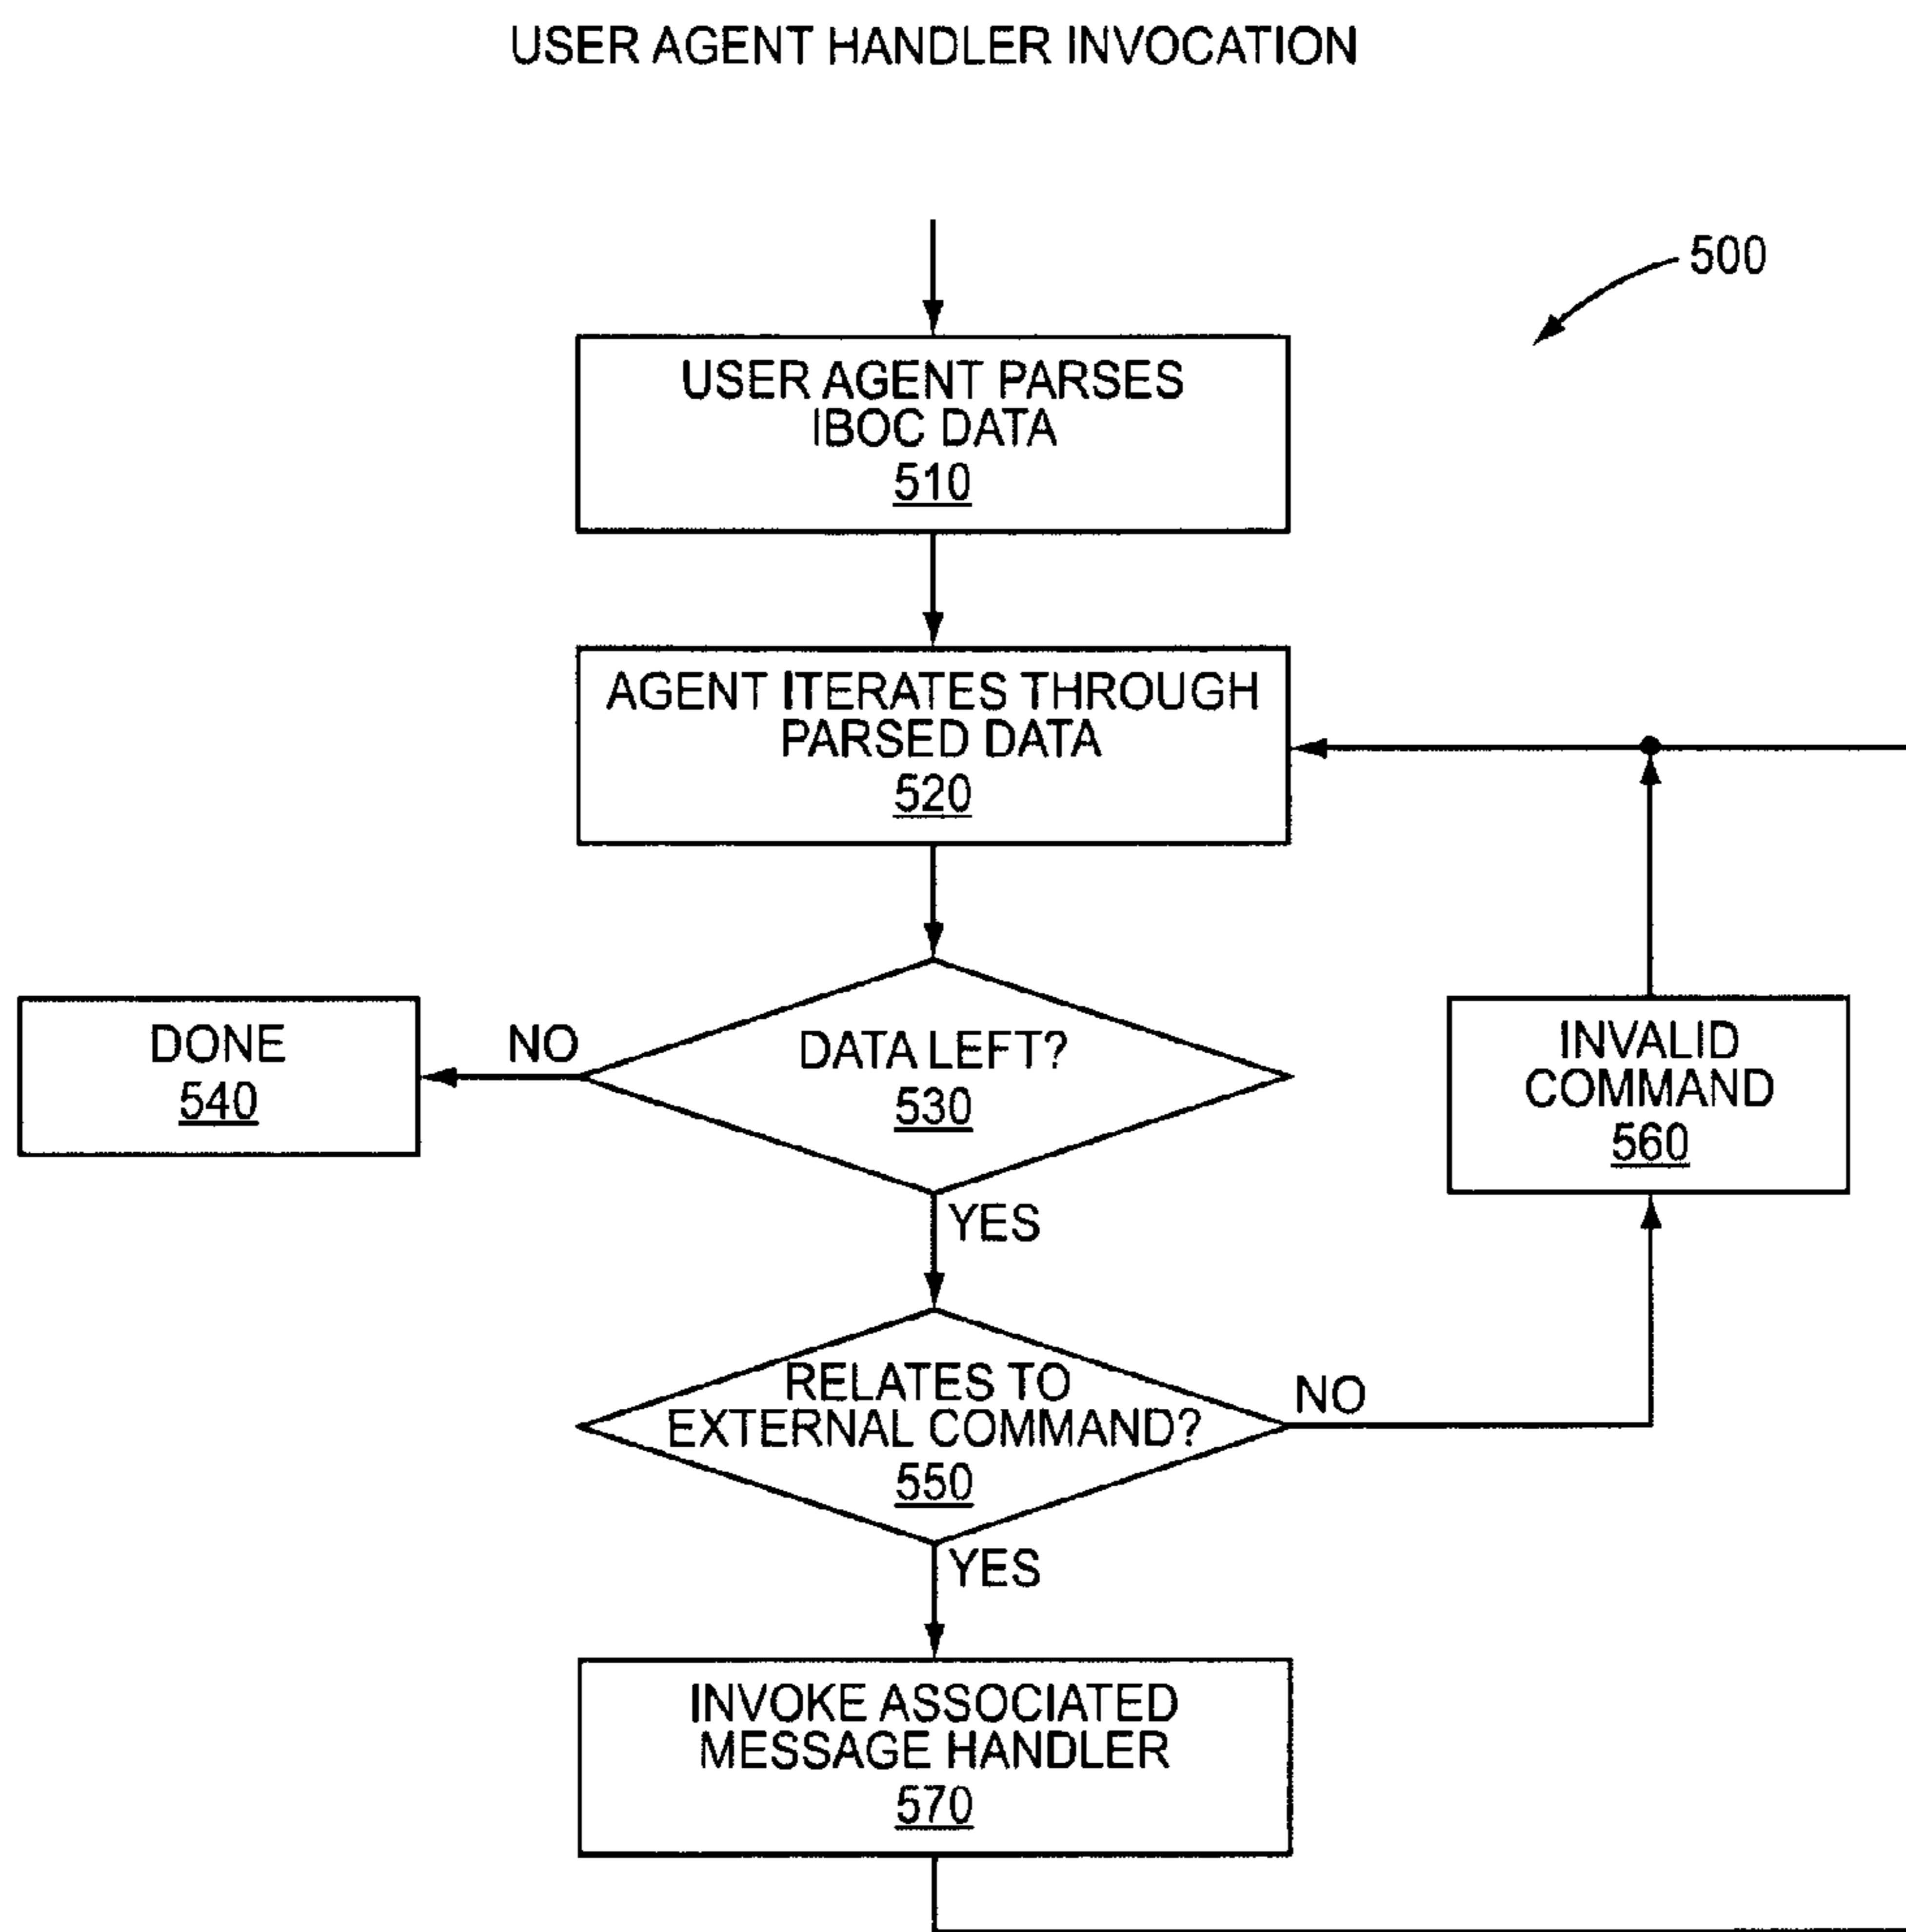 USER AGENT HANDLER INVOCATION
500
USER AGENT PARSES
IBOC DATA
510
AGENT ITERATES THROUGH
PARSED DATA
520
DONE
540
NO
DATA LEFT?
530
INVALID
COMMAND
560
YES
RELATES TO
EXTERNAL COMMAND?
550
NO
YES
INVOKE ASSOCIATED
MESSAGE HANDLER
570